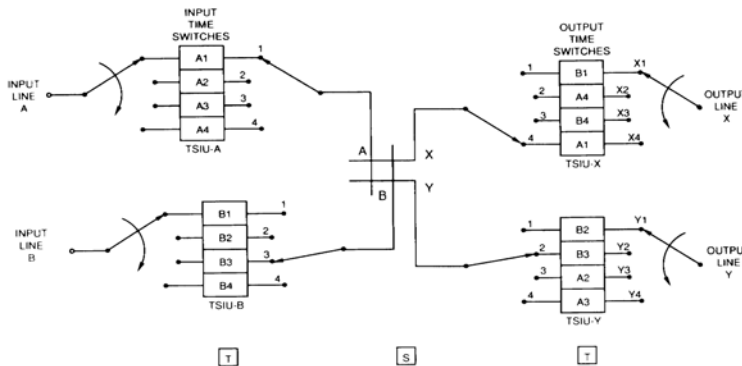 INPUT
TIME
SWITCHES
OUTPUT
TIME
SWITCHES
INPUT
LINE
A
A1
A2
A3
A4
1
2
3
4
TSIU-A
A
B
X
Y
1
2
3
4
B1
A4
B4
A1
X1
X2
X3
X4
TSIU-X
OUTPUT
LINE
X
INPUT
LINE
B
B1
B2
B3
B4
1
2
3
4
TSIU-B
1
2
3
4
B2
B3
A2
A3
Y1
Y2
Y3
Y4
TSIU-Y
OUTPUT
LINE
Y
T
S
T